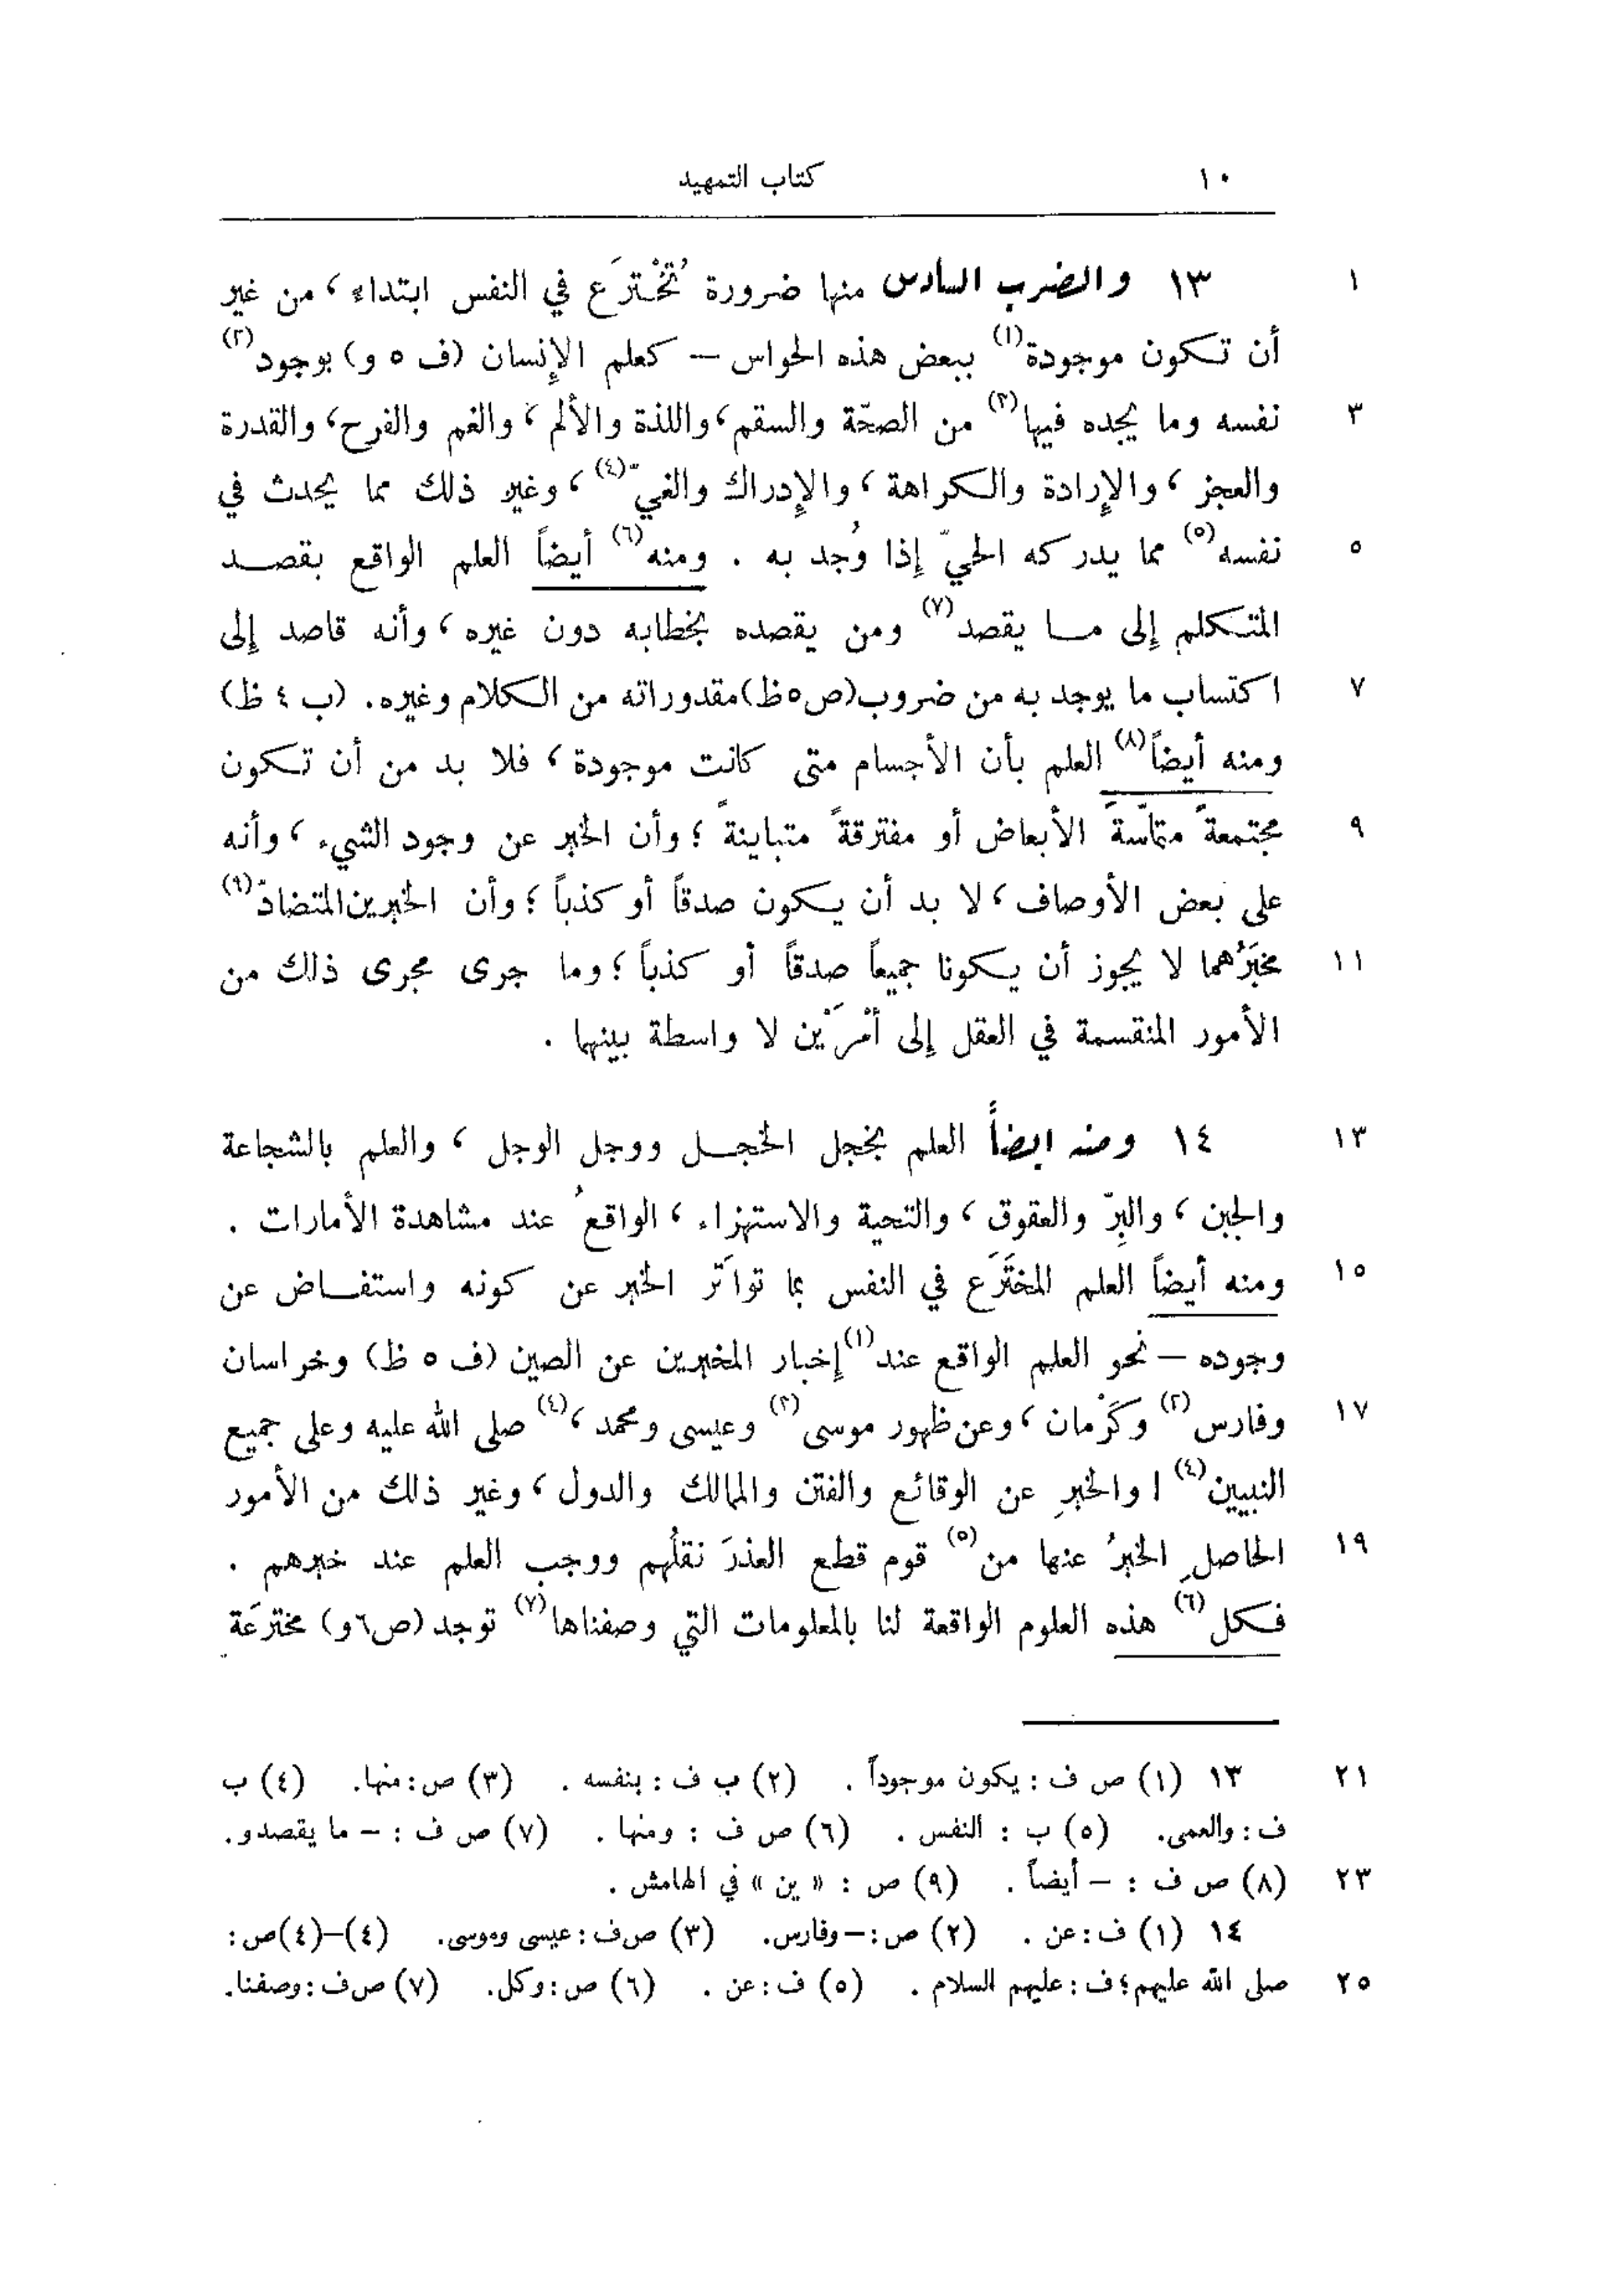 ١٠ كتاب التمهيد
١ ١٣ والضرب السادس منها ضرورة تُخْتَرَع في النفس ابتداء ، من غير
أن تكون موجودة(١) ببعض هذه الحواس — كعلم الإنسان (ف ٥ و) بوجود(٢)
٣ نفسه وما يجده فيها(٣) من الصحّة والسقم ، واللذة والألم ، والغم والفرح ، والقدرة
والعجز ، والإرادة والكراهة ، والإدراك والغيّ(٤) ، وغير ذلك مما يحدث في
٥ نفسه(٥) مما يدركه الحيّ إذا وُجد به . ومنه(٦) أيضاً العلم الواقع بقصد
المتكلم إلى ما يقصد(٧) ومن يقصده بخطابه دون غيره ، وأنه قاصد إلى
٧ اكتساب ما يوجد به من ضروب (ص ٥ ظ) مقدوراته من الكلام وغيره. (ب ٤ ظ)
ومنه أيضاً(٨) العلم بأن الأجسام متى كانت موجودة ، فلا بد من أن تكون
٩ مجتمعةً متماسّةَ الأبعاض أو مفترقةً متباينةً ؛ وأن الخبر عن وجود الشيء ، وأنه
على بعض الأوصاف ، لا بد أن يكون صدقاً أو كذباً ؛ وأن الخبرين المتضادّ(٩)
١١ مخبَرُهما لا يجوز أن يكونا جميعاً صدقاً أو كذباً ؛ وما جرى مجرى ذلك من
الأمور المنقسمة في العقل إلى أمْرَيْن لا واسطة بينهما .
١٣ ١٤ ومنه ايضاً العلم بخجل الخجل ووجل الوجل ، والعلم بالشجاعة
والجبن ، والبِرّ والعقوق ، والتحية والاستهزاء ، الواقعُ عند مشاهدة الأمارات .
١٥ ومنه أيضاً العلم المخترَع في النفس بما تواتَر الخبر عن كونه واستفاض عن
وجوده — نحو العلم الواقع عند(١) إخبار المخبرين عن الصين (ف ٥ ظ) وخراسان
١٧ وفارس(٢) وكَرْمان ، وعن ظهور موسى(٣) وعيسى ومحمد ،(٤) صلى الله عليه وعلى جميع
النبيين(٤) ا والخبرِ عن الوقائع والفتن والممالك والدول ، وغير ذلك من الأمور
١٩ الحاصلِ الخبرُ عنها من(٥) قوم قطع العذرَ نقلُهم ووجب العلم عند خبرهم .
فكل(٦) هذه العلوم الواقعة لنا بالمعلومات التي وصفناها(٧) توجد (ص ٦ و) مخترَعة
٢١ ١٣ (١) ص ف : يكون موجوداً . (٢) ب ف : بنفسه . (٣) ص: منها. (٤) ب
ف : والعمى. (٥) ب : النفس . (٦) ص ف : ومنها . (٧) ص ف : – ما يقصدو.
٢٣ (٨) ص ف : – أيضاً . (٩) ص : « ين » في الهامش .
١٤ (١) ف : عن . (٢) ص: – وفارس. (٣) ص ف : عيسى وموسى. (٤)–(٤) ص :
٢٥ صلى الله عليهم؛ ف : عليهم السلام . (٥) ف : عن . (٦) ص : وكل. (٧) ص ف : وصفنا.